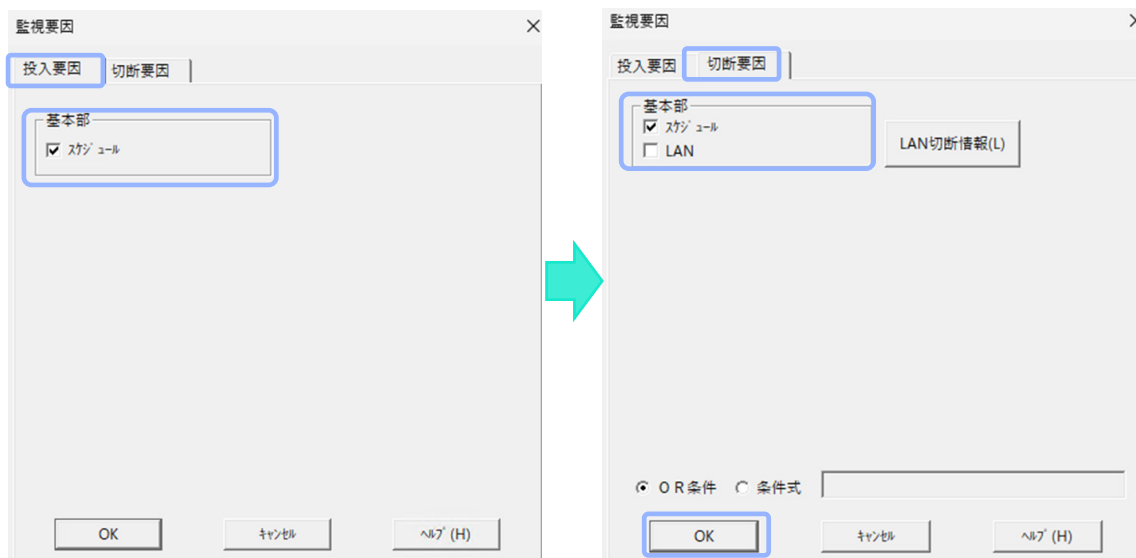 監視要因
投入要因 切断要因
基本部
スケジュール
OK キャンセル ヘルプ(H)
監視要因
投入要因 切断要因
基本部
スケジュール
LAN
LAN切断情報(L)
OR条件 条件式
OK キャンセル ヘルプ(H)